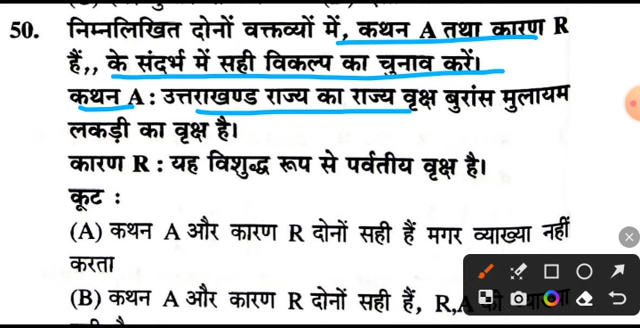 50. निम्नलिखित दोनों वक्तव्यों में, कथन A तथा कारण R
हैं,, के संदर्भ में सही विकल्प का चुनाव करें।
कथन A : उत्तराखण्ड राज्य का राज्य वृक्ष बुरांस मुलायम
लकड़ी का वृक्ष है।
कारण R : यह विशुद्ध रूप से पर्वतीय वृक्ष है।
कूट :
(A) कथन A और कारण R दोनों सही हैं मगर व्याख्या नहीं
करता
(B) कथन A और कारण R दोनों सही हैं, R,A